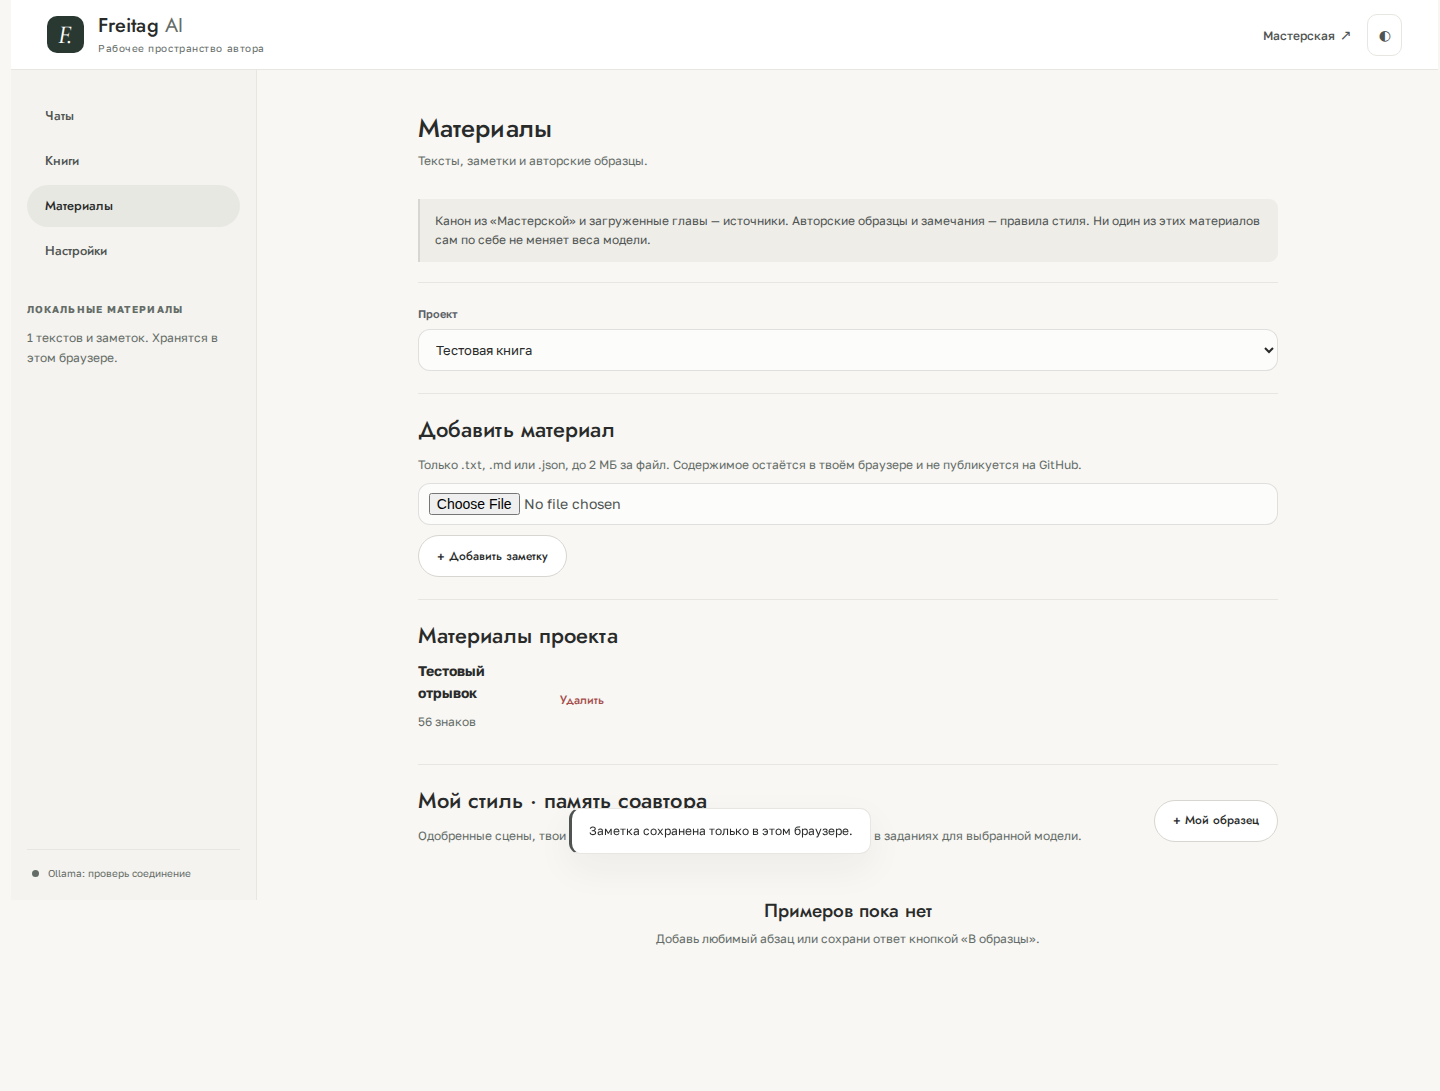 F.
Freitag AI
Рабочее пространство автора
Мастерская ↗
◐
Чаты
Книги
Материалы
Настройки
ЛОКАЛЬНЫЕ МАТЕРИАЛЫ
1 текстов и заметок. Хранятся в
этом браузере.
Ollama: проверь соединение
Материалы
Тексты, заметки и авторские образцы.
Канон из «Мастерской» и загруженные главы — источники. Авторские образцы и замечания — правила стиля. Ни один из этих материалов
сам по себе не меняет веса модели.
Проект
Тестовая книга
Добавить материал
Только .txt, .md или .json, до 2 МБ за файл. Содержимое остаётся в твоём браузере и не публикуется на GitHub.
Choose File No file chosen
+ Добавить заметку
Материалы проекта
Тестовый
отрывок
56 знаков
Удалить
Мой стиль · память соавтора
Одобренные сцены, твои
в заданиях для выбранной модели.
+ Мой образец
Заметка сохранена только в этом браузере.
Примеров пока нет
Добавь любимый абзац или сохрани ответ кнопкой «В образцы».